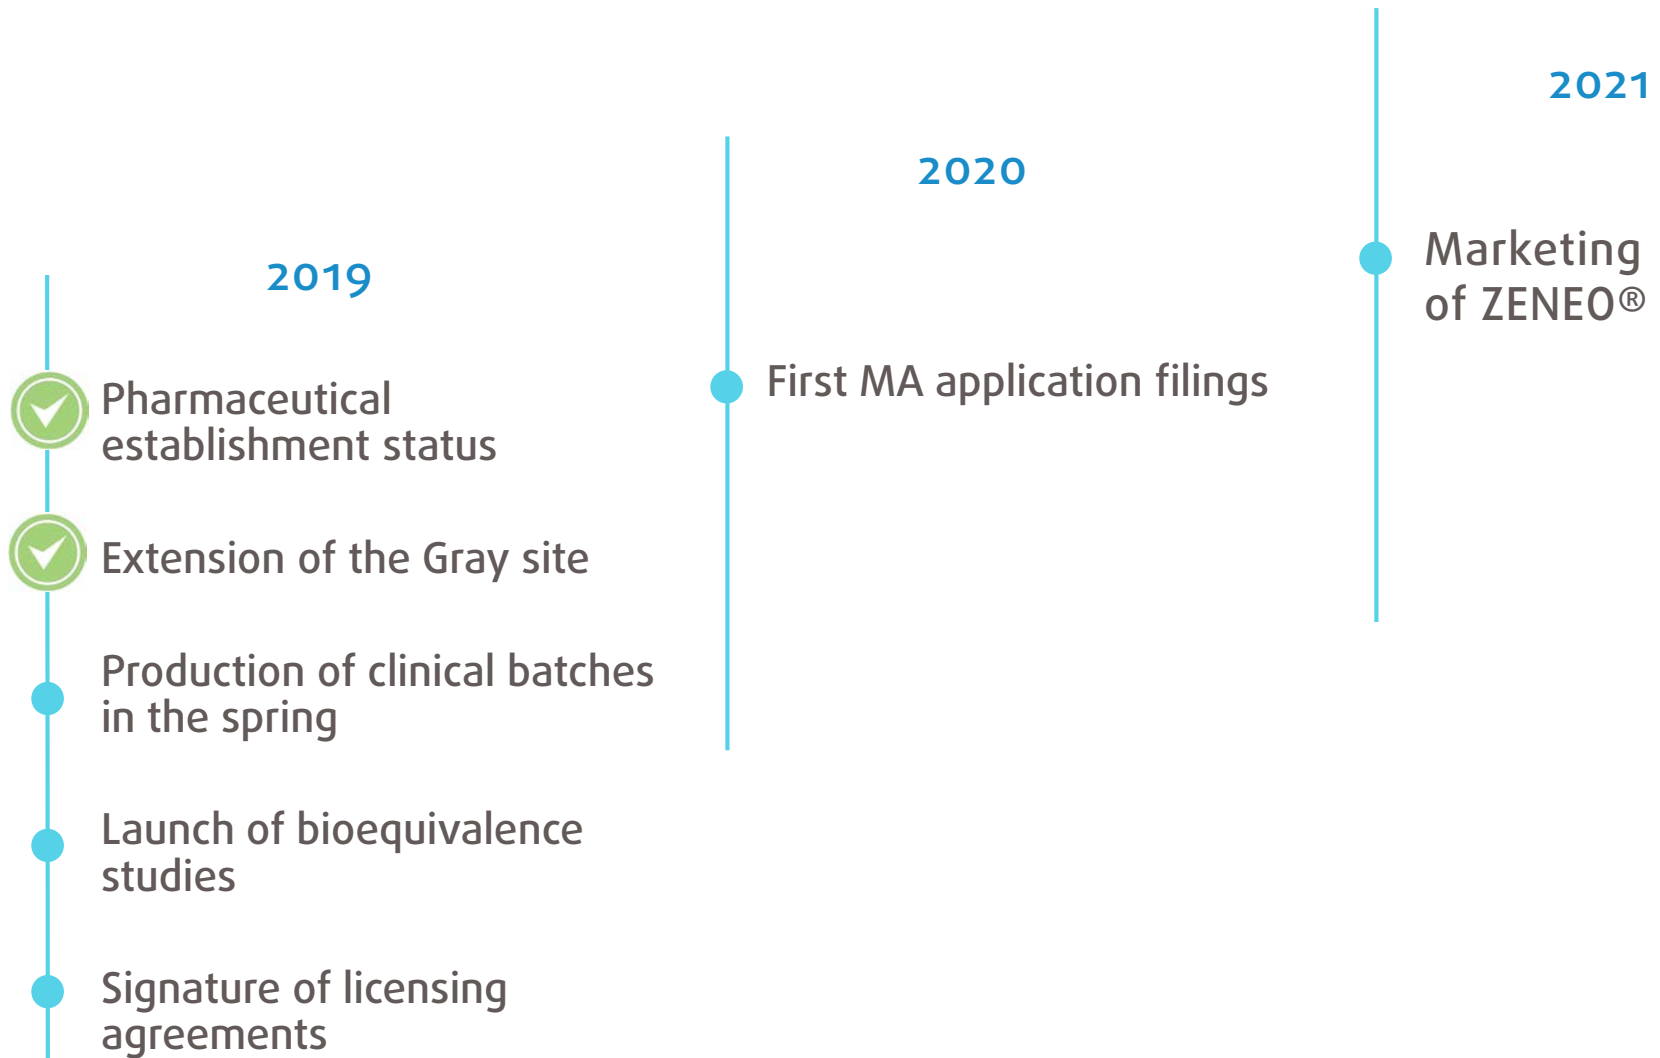 2019
Pharmaceutical
establishment status
Extension of the Gray site
Production of clinical batches
in the spring
Launch of bioequivalence
studies
Signature of licensing
agreements
2020
First MA application filings
2021
Marketing
of ZENEO®